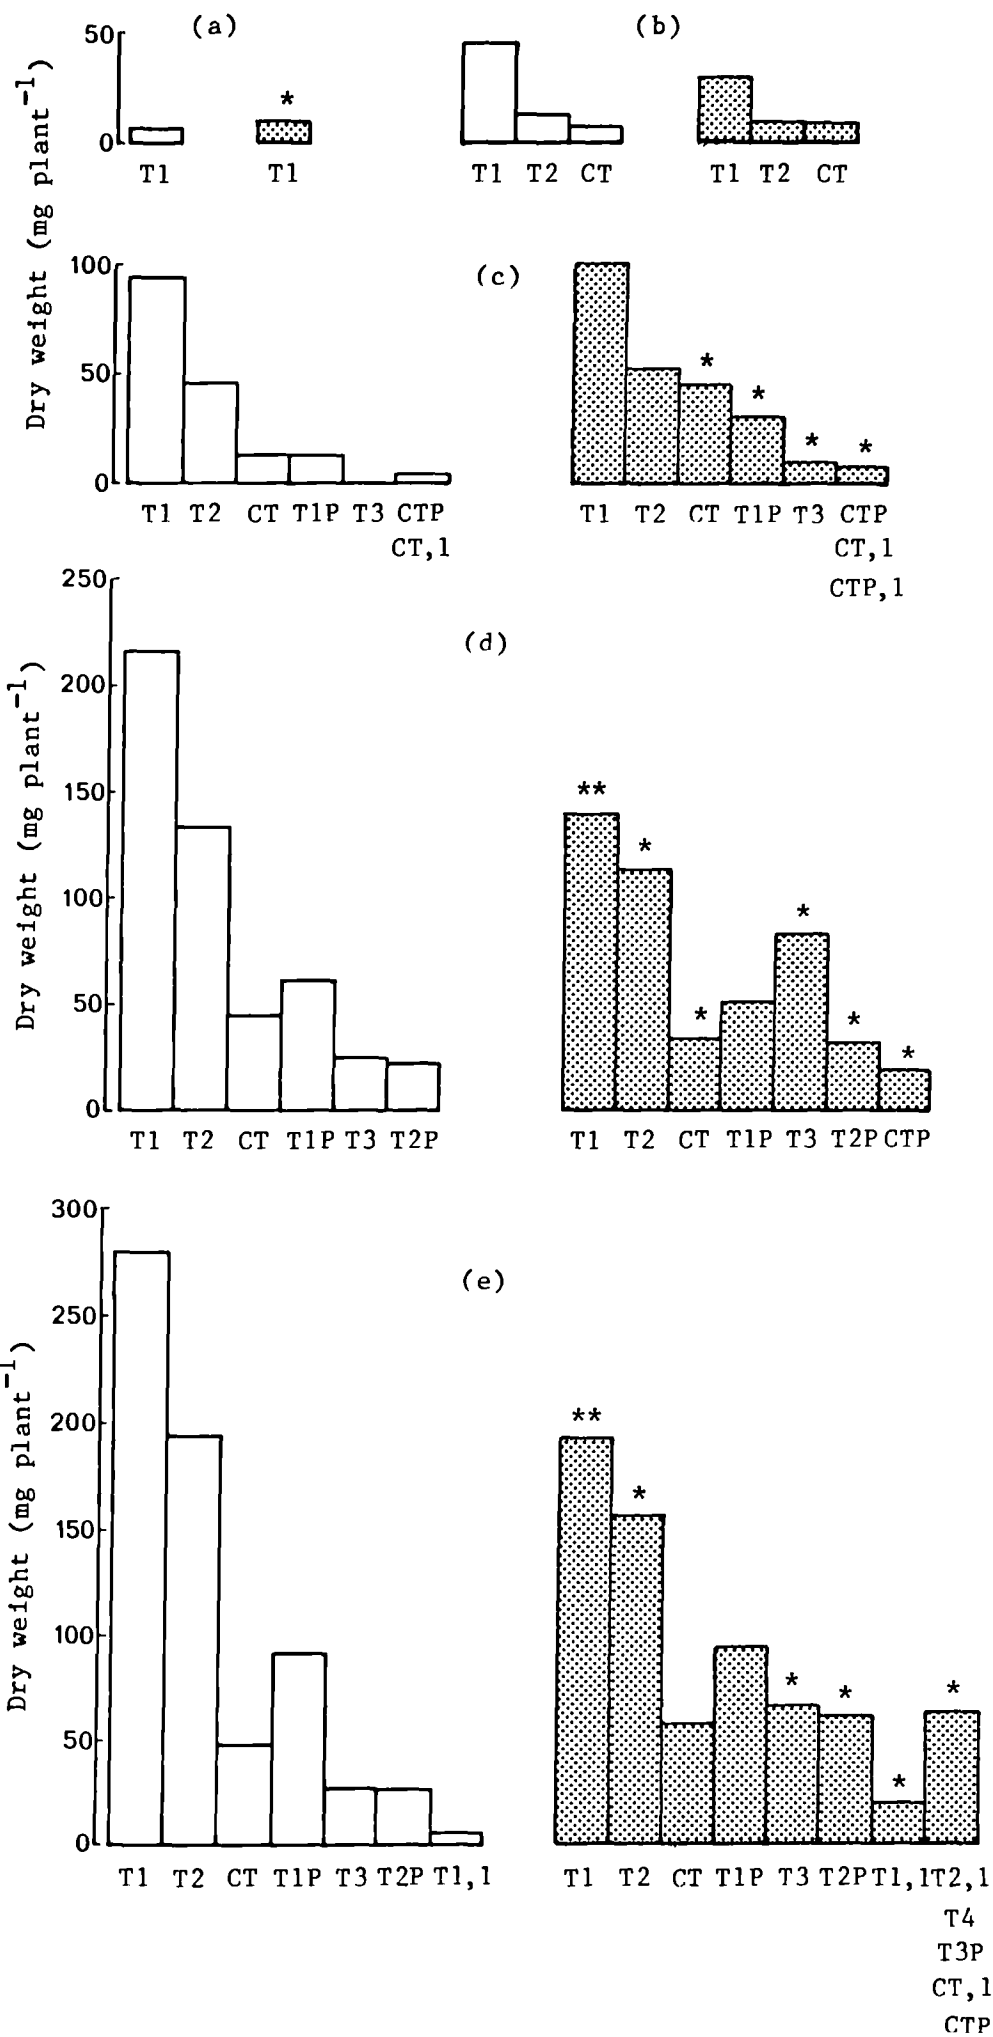 (a) (b)
Dry weight (mg plant⁻¹)
50
0
*
T1 T1 T1 T2 CT T1 T2 CT
(c)
100
50
0
* * * *
T1 T2 CT T1P T3 CTP T1 T2 CT T1P T3 CTP
CT,1 CT,1
CTP,1
(d)
Dry weight (mg plant⁻¹)
250
200
150
100
50
0
** * * * * *
T1 T2 CT T1P T3 T2P T1 T2 CT T1P T3 T2P CTP
(e)
Dry weight (mg plant⁻¹)
300
250
200
150
100
50
0
** * * * * *
T1 T2 CT T1P T3 T2P T1,1 T1 T2 CT T1P T3 T2P T1,1 T2,1
T4
T3P
CT,1
CTP